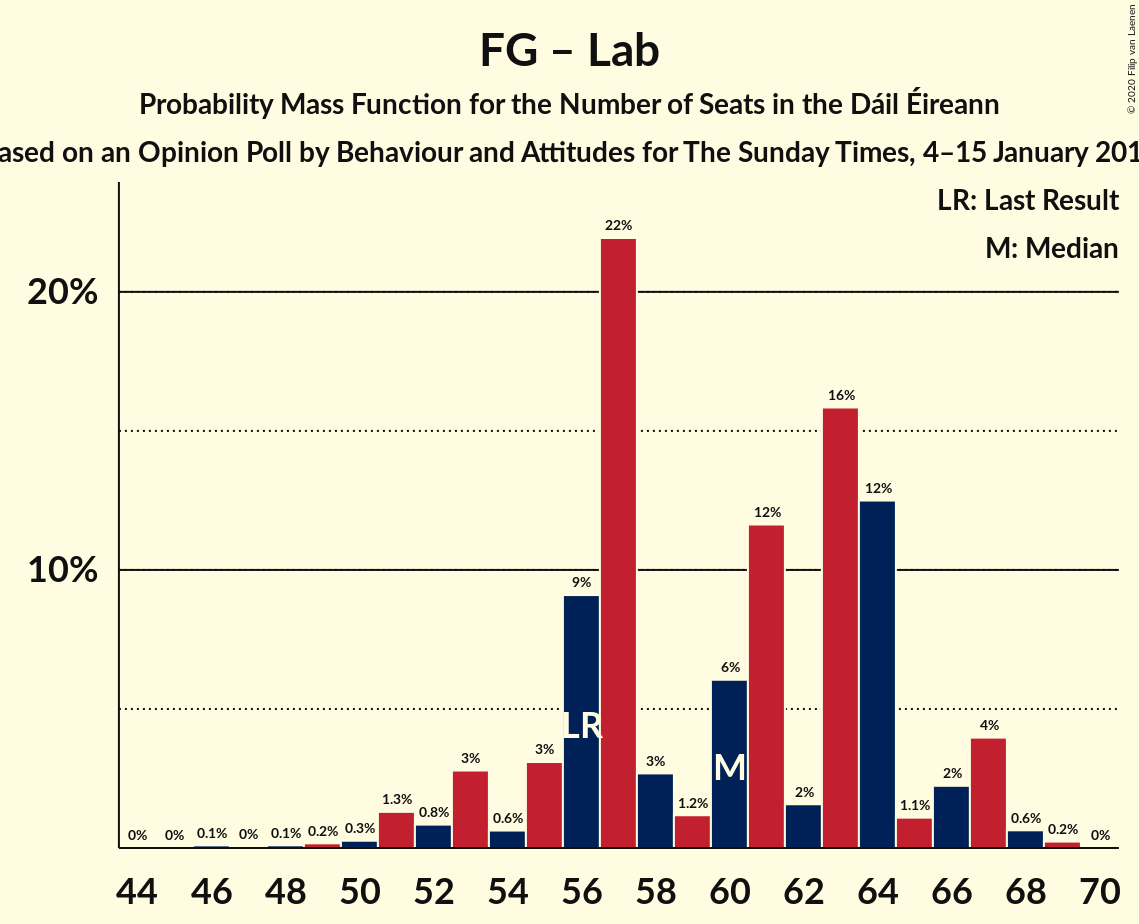 FG – Lab
Probability Mass Function for the Number of Seats in the Dáil Éireann
ased on an Opinion Poll by Behaviour and Attitudes for The Sunday Times, 4–15 January 201
© 2020 Filip van Laenen
LR: Last Result
M: Median
20%
10%
0% 0% 0.1% 0% 0.1% 0.2% 0.3% 1.3% 0.8% 3% 0.6% 3% 9% 22% 3% 1.2% 6% 12% 2% 16% 12% 1.1% 2% 4% 0.6% 0.2% 0%
LR
M
44 46 48 50 52 54 56 58 60 62 64 66 68 70